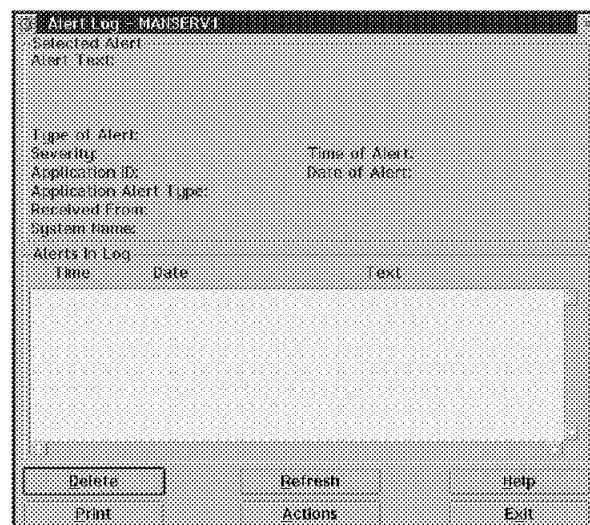 Alert Log - MANSERV1
Selected Alert
Alert Text:
Type of Alert:
Severity: Time of Alert:
Application ID: Date of Alert:
Application Alert Type:
Received From:
System Name:
Alerts In Log
Time Date Text
Delete Refresh Help
Print Actions Exit